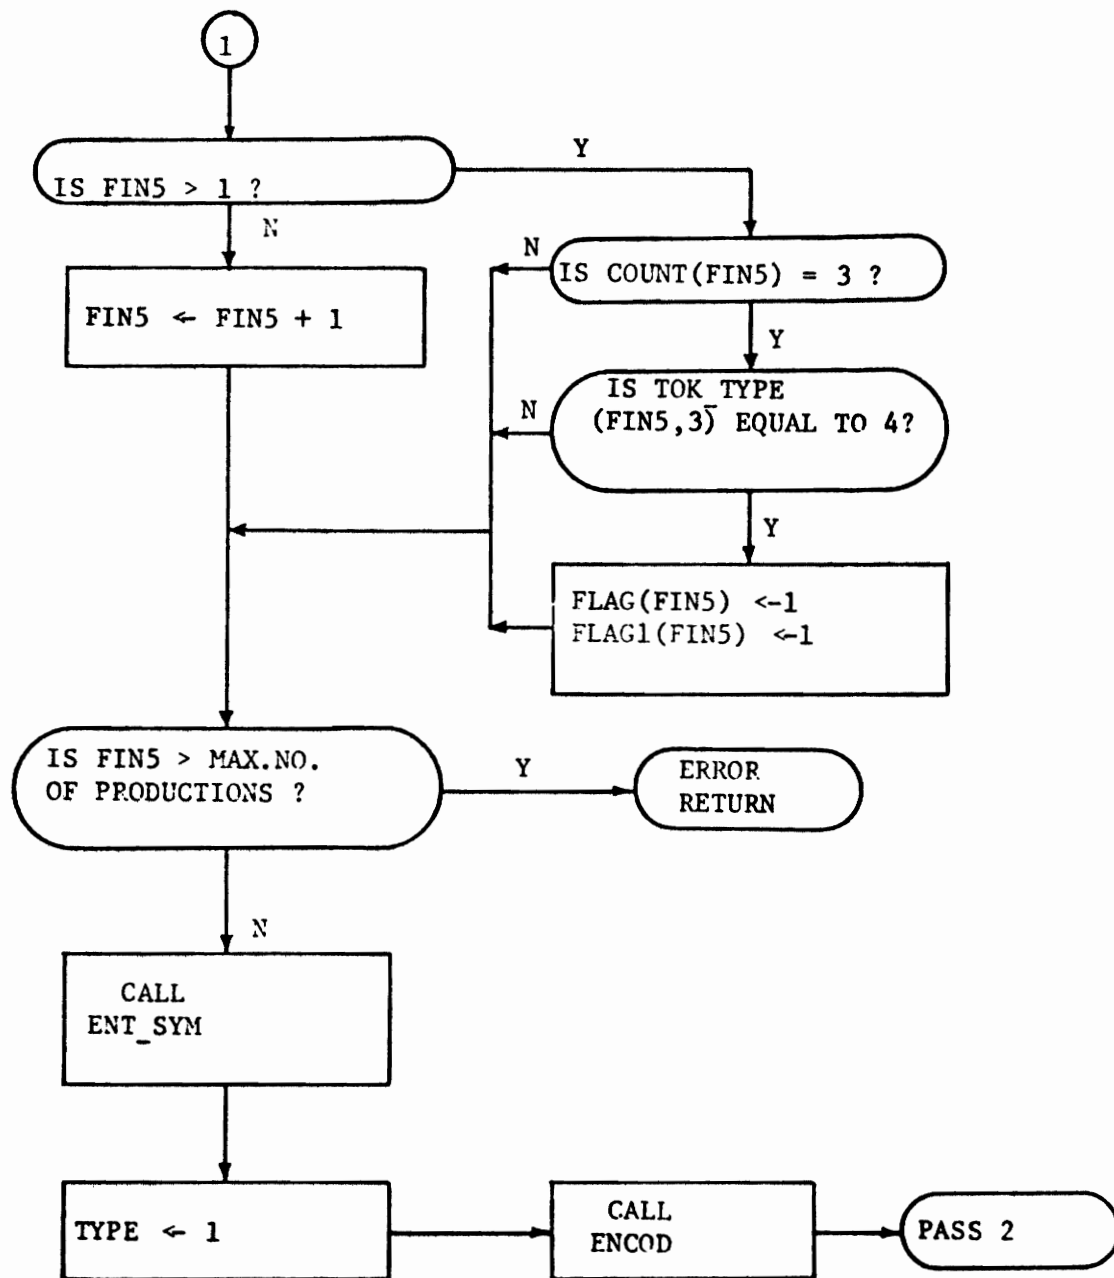 1
IS FIN5 > 1 ?
Y
N
FIN5 ← FIN5 + 1
N
IS COUNT(FIN5) = 3 ?
Y
IS TOK_TYPE
(FIN5,3) EQUAL TO 4?
N
Y
FLAG(FIN5) <-1
FLAG1(FIN5) <-1
IS FIN5 > MAX.NO.
OF PRODUCTIONS ?
Y
ERROR
RETURN
N
CALL
ENT_SYM
TYPE ← 1
CALL
ENCOD
PASS 2